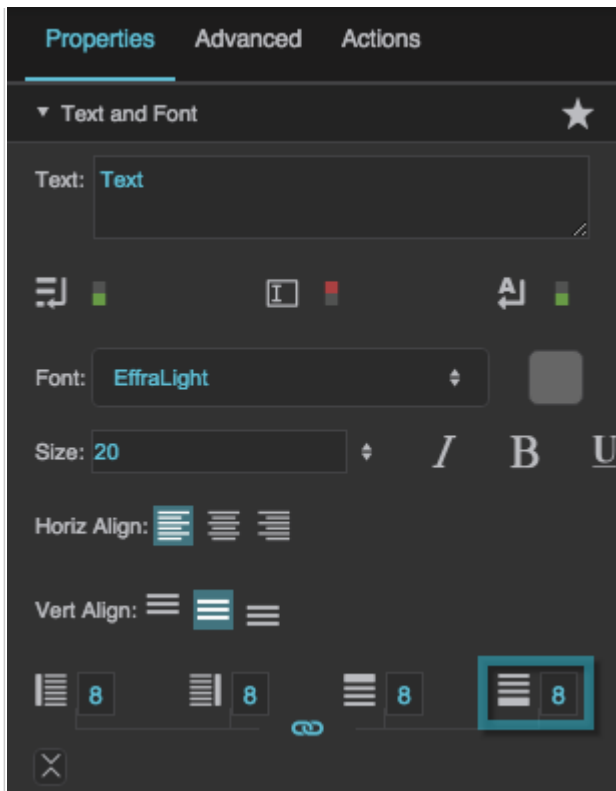 Properties Advanced Actions
Text and Font
Text: Text
A
Font: EffraLight
Size: 20 I B U
Horiz Align:
Vert Align:
8 8 8 8